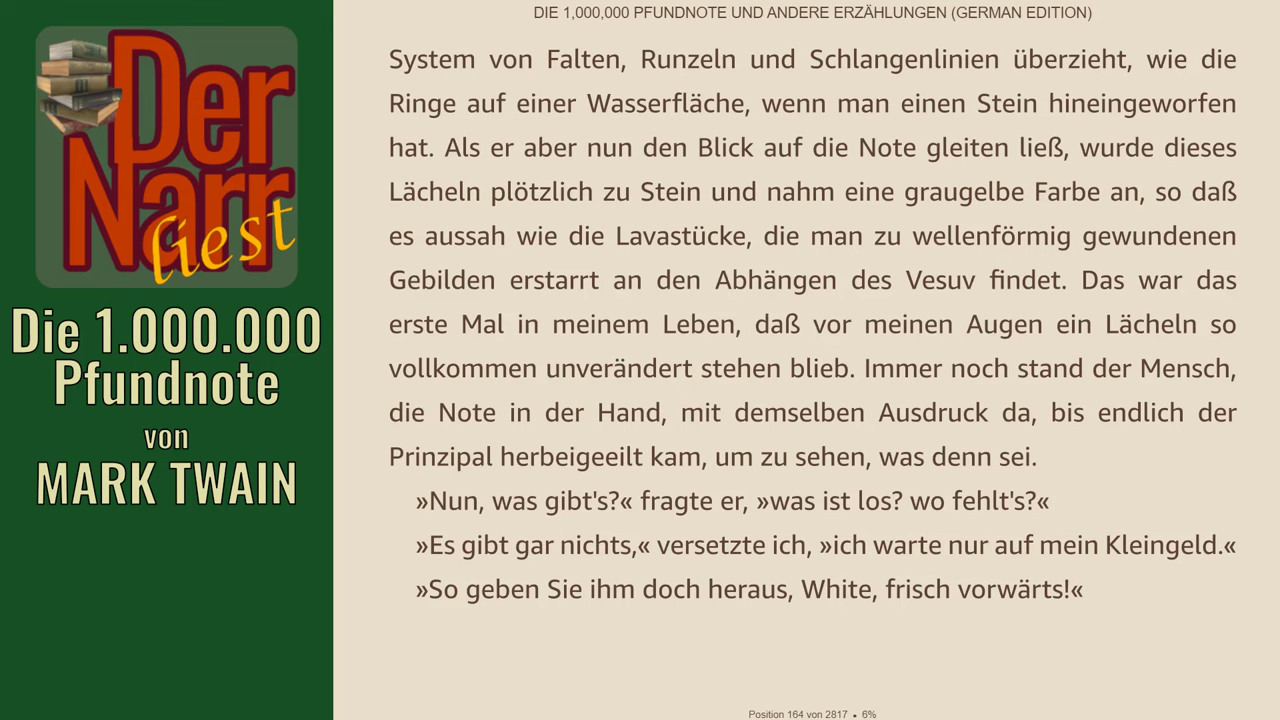 Der
Narr
liest
Die 1.000.000
Pfundnote
von
MARK TWAIN
DIE 1,000,000 PFUNDNOTE UND ANDERE ERZÄHLUNGEN (GERMAN EDITION)
System von Falten, Runzeln und Schlangenlinien überzieht, wie die
Ringe auf einer Wasserfläche, wenn man einen Stein hineingeworfen
hat. Als er aber nun den Blick auf die Note gleiten ließ, wurde dieses
Lächeln plötzlich zu Stein und nahm eine graugelbe Farbe an, so daß
es aussah wie die Lavastücke, die man zu wellenförmig gewundenen
Gebilden erstarrt an den Abhängen des Vesuv findet. Das war das
erste Mal in meinem Leben, daß vor meinen Augen ein Lächeln so
vollkommen unverändert stehen blieb. Immer noch stand der Mensch,
die Note in der Hand, mit demselben Ausdruck da, bis endlich der
Prinzipal herbeigeeilt kam, um zu sehen, was denn sei.
»Nun, was gibt's?« fragte er, »was ist los? wo fehlt's?«
»Es gibt gar nichts,« versetzte ich, »ich warte nur auf mein Kleingeld.«
»So geben Sie ihm doch heraus, White, frisch vorwärts!«
Position 164 von 2817 • 6%